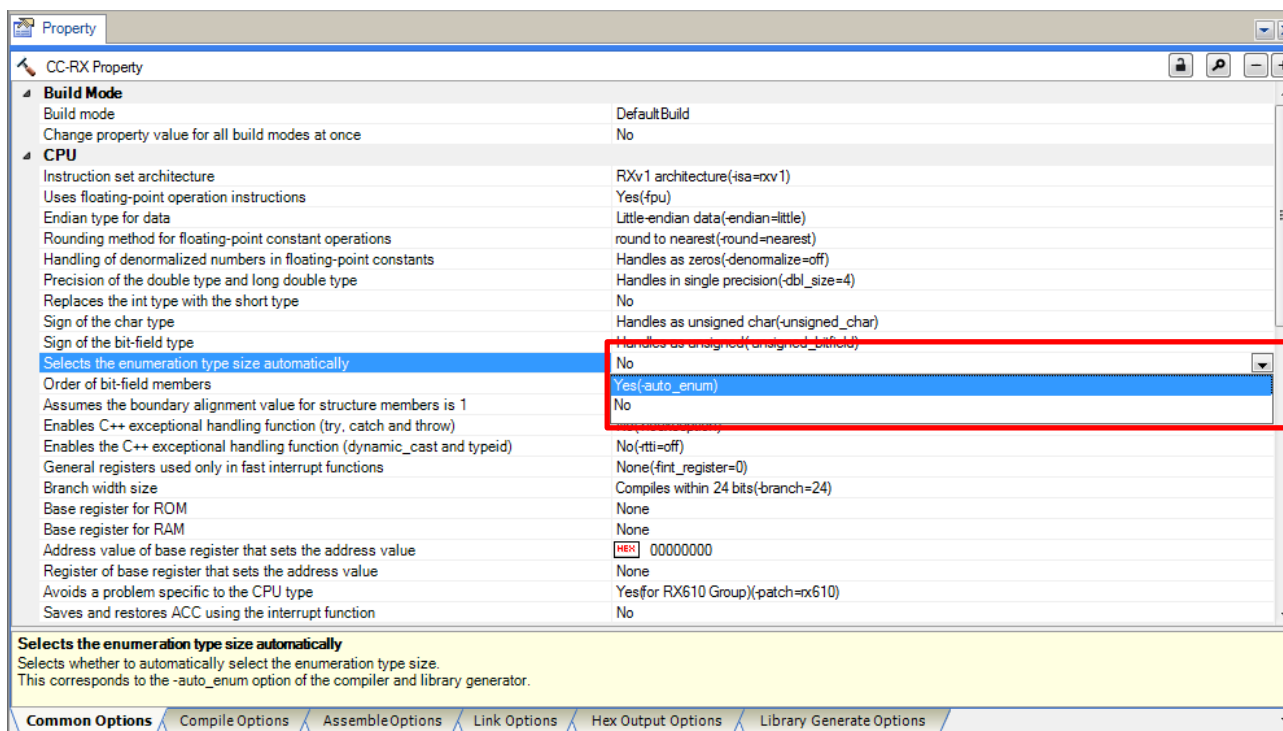 Property
CC-RX Property
Build Mode
Build mode DefaultBuild
Change property value for all build modes at once No
CPU
Instruction set architecture RXv1 architecture(-isa=rxv1)
Uses floating-point operation instructions Yes(-fpu)
Endian type for data Little-endian data(-endian=little)
Rounding method for floating-point constant operations round to nearest(-round=nearest)
Handling of denormalized numbers in floating-point constants Handles as zeros(-denormalize=off)
Precision of the double type and long double type Handles in single precision(-dbl_size=4)
Replaces the int type with the short type No
Sign of the char type Handles as unsigned char(-unsigned_char)
Sign of the bit-field type Handles as unsigned(-unsigned_bitfield)
Selects the enumeration type size automatically No
Order of bit-field members Yes(-auto_enum)
Assumes the boundary alignment value for structure members is 1 No
Enables C++ exceptional handling function (try, catch and throw) No(-noexception)
Enables the C++ exceptional handling function (dynamic_cast and typeid) No(-rtti=off)
General registers used only in fast interrupt functions None(-fint_register=0)
Branch width size Compiles within 24 bits(-branch=24)
Base register for ROM None
Base register for RAM None
Address value of base register that sets the address value HEX 00000000
Register of base register that sets the address value None
Avoids a problem specific to the CPU type Yes(for RX610 Group)(-patch=rx610)
Saves and restores ACC using the interrupt function No
Selects the enumeration type size automatically
Selects whether to automatically select the enumeration type size.
This corresponds to the -auto_enum option of the compiler and library generator.
Common Options Compile Options Assemble Options Link Options Hex Output Options Library Generate Options